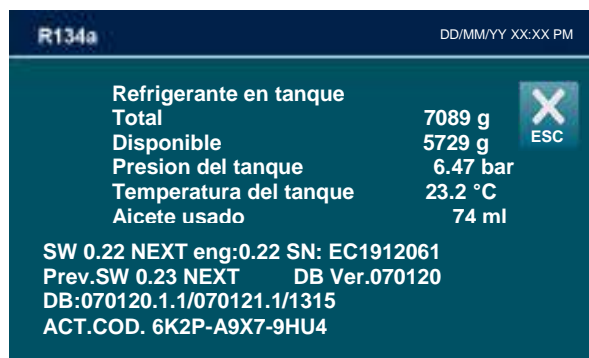 R134a DD/MM/YY XX:XX PM
Refrigerante en tanque
Total 7089 g
Disponible 5729 g
ESC
Presion del tanque 6.47 bar
Temperatura del tanque 23.2 °C
Aicete usado 74 ml
SW 0.22 NEXT eng:0.22 SN: EC1912061
Prev.SW 0.23 NEXT DB Ver.070120
DB:070120.1.1/070121.1/1315
ACT.COD. 6K2P-A9X7-9HU4